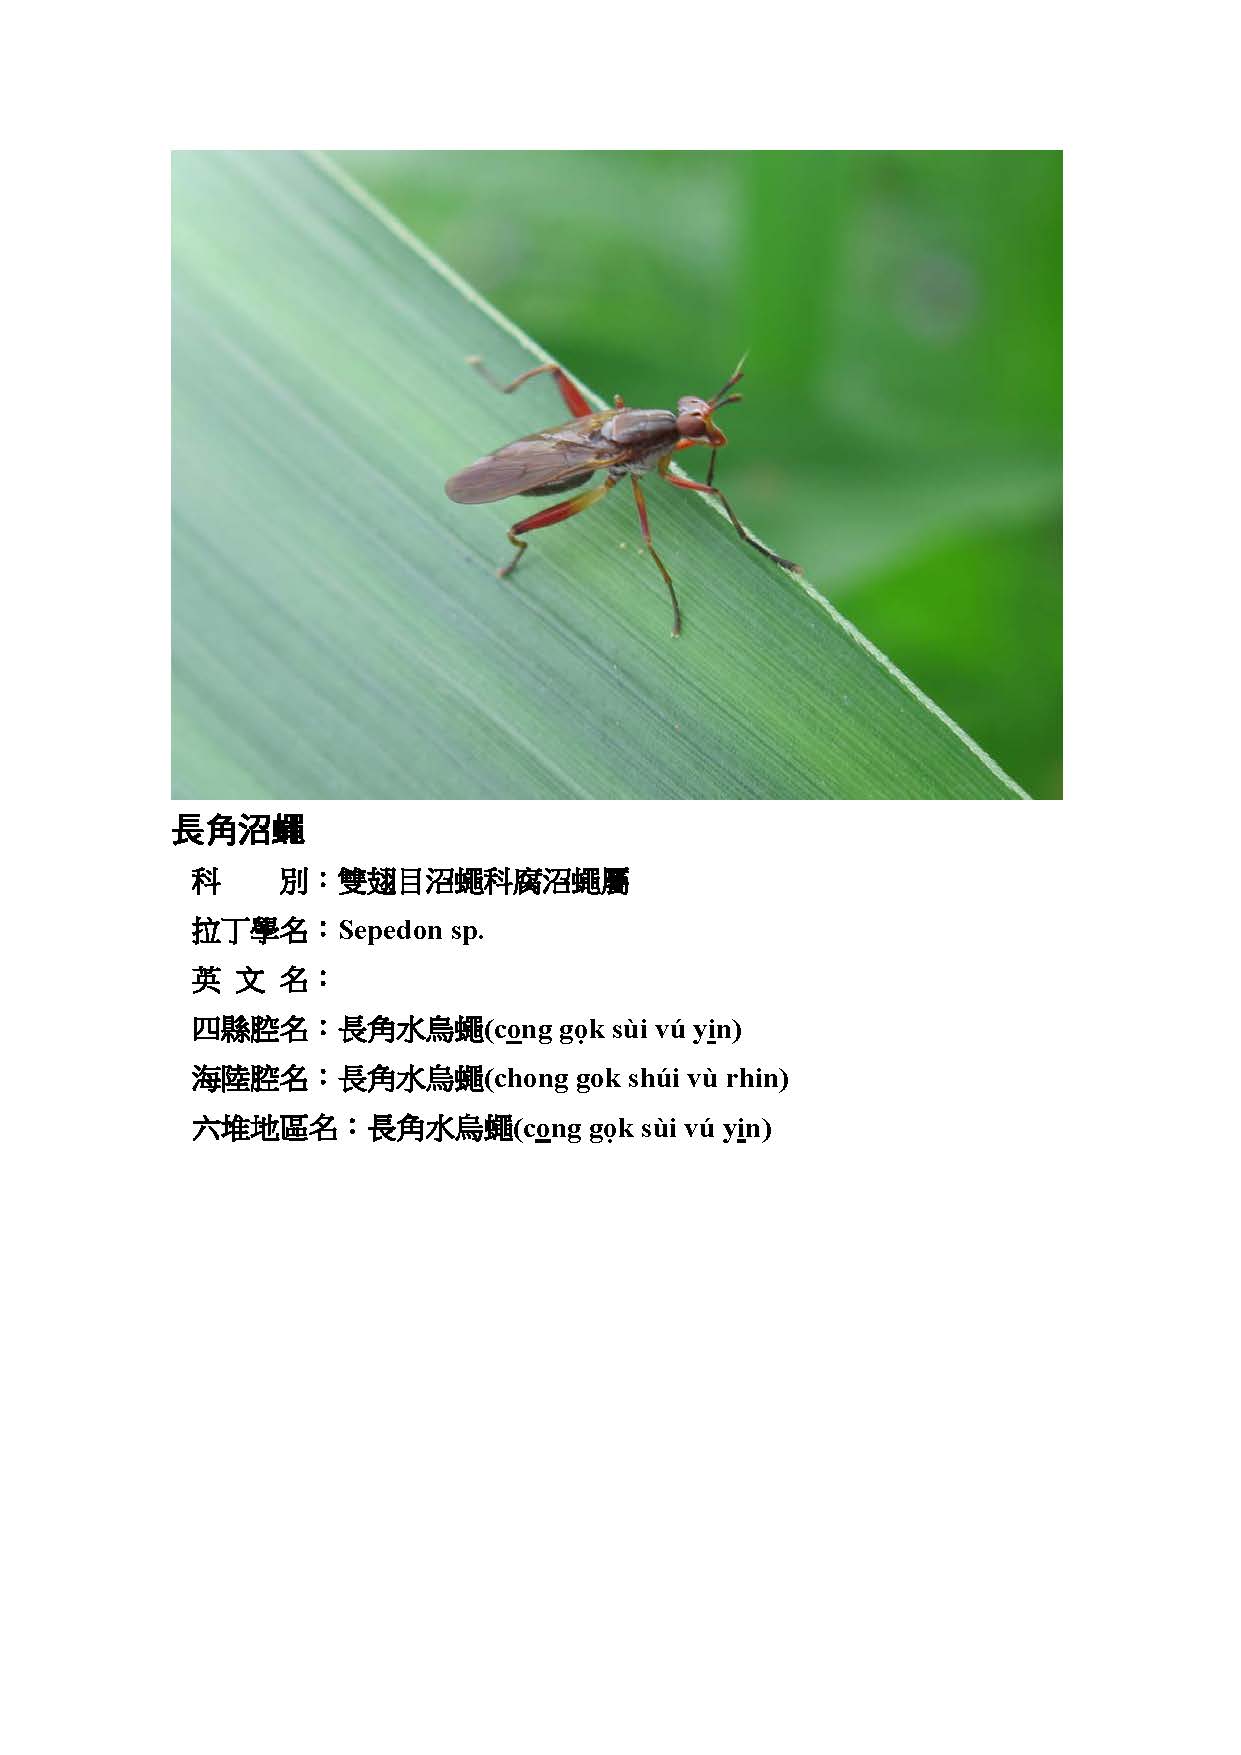 長角沼蠅
科　　別：雙翅目沼蠅科腐沼蠅屬
拉丁學名：Sepedon sp.
英 文 名：
四縣腔名：長角水烏蠅(co̲ng gọk sùi vú yi̲n)
海陸腔名：長角水烏蠅(chong gok shúi vù rhin)
六堆地區名：長角水烏蠅(co̲ng gọk sùi vú yi̲n)